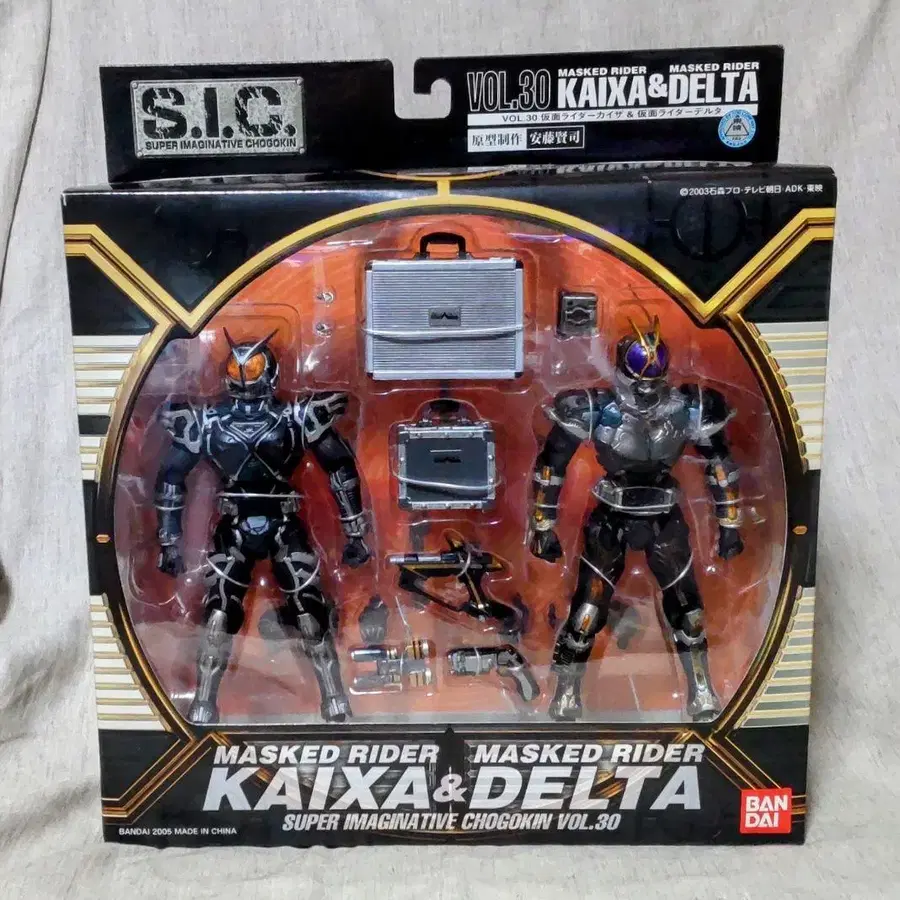 S.I.C.
SUPER IMAGINATIVE CHOGOKIN
VOL.30 MASKED RIDER KAIXA & MASKED RIDER DELTA
VOL.30 仮面ライダーカイザ & 仮面ライダーデルタ
原型制作 安藤賢司
©2003石森プロ・テレビ朝日・ADK・東映
MASKED RIDER KAIXA & MASKED RIDER DELTA
SUPER IMAGINATIVE CHOGOKIN VOL.30
BANDAI 2005 MADE IN CHINA
BAN
DAI